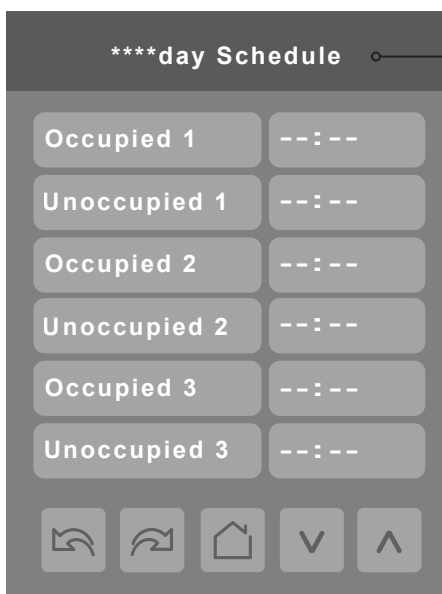 ****day Schedule
Occupied 1 --:--
Unoccupied 1 --:--
Occupied 2 --:--
Unoccupied 2 --:--
Occupied 3 --:--
Unoccupied 3 --:--